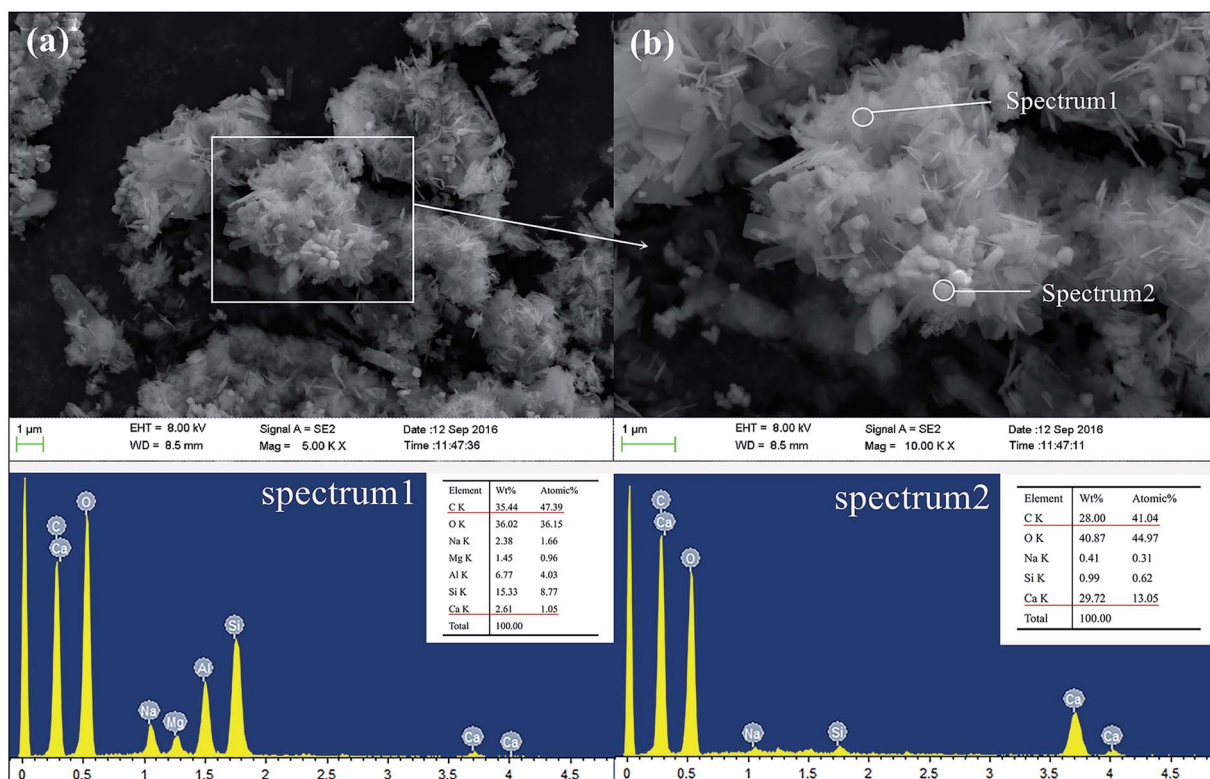 (a)
(b)
Spectrum1
Spectrum2
1 µm
EHT = 8.00 kV
Signal A = SE2
Date :12 Sep 2016
WD = 8.5 mm
Mag = 5.00 K X
Time :11:47:36
1 µm
EHT = 8.00 kV
Signal A = SE2
Date :12 Sep 2016
WD = 8.5 mm
Mag = 10.00 K X
Time :11:47:11
spectrum1
Element Wt% Atomic%
C K 35.44 47.39
O K 36.02 36.15
Na K 2.38 1.66
Mg K 1.45 0.96
Al K 6.77 4.03
Si K 15.33 8.77
Ca K 2.61 1.05
Total 100.00
C
Ca
O
Na
Mg
Al
Si
Ca
Ca
0 0.5 1 1.5 2 2.5 3 3.5 4 4.5
spectrum2
Element Wt% Atomic%
C K 28.00 41.04
O K 40.87 44.97
Na K 0.41 0.31
Si K 0.99 0.62
Ca K 29.72 13.05
Total 100.00
C
Ca
O
Na
Si
Ca
Ca
0 0.5 1 1.5 2 2.5 3 3.5 4 4.5